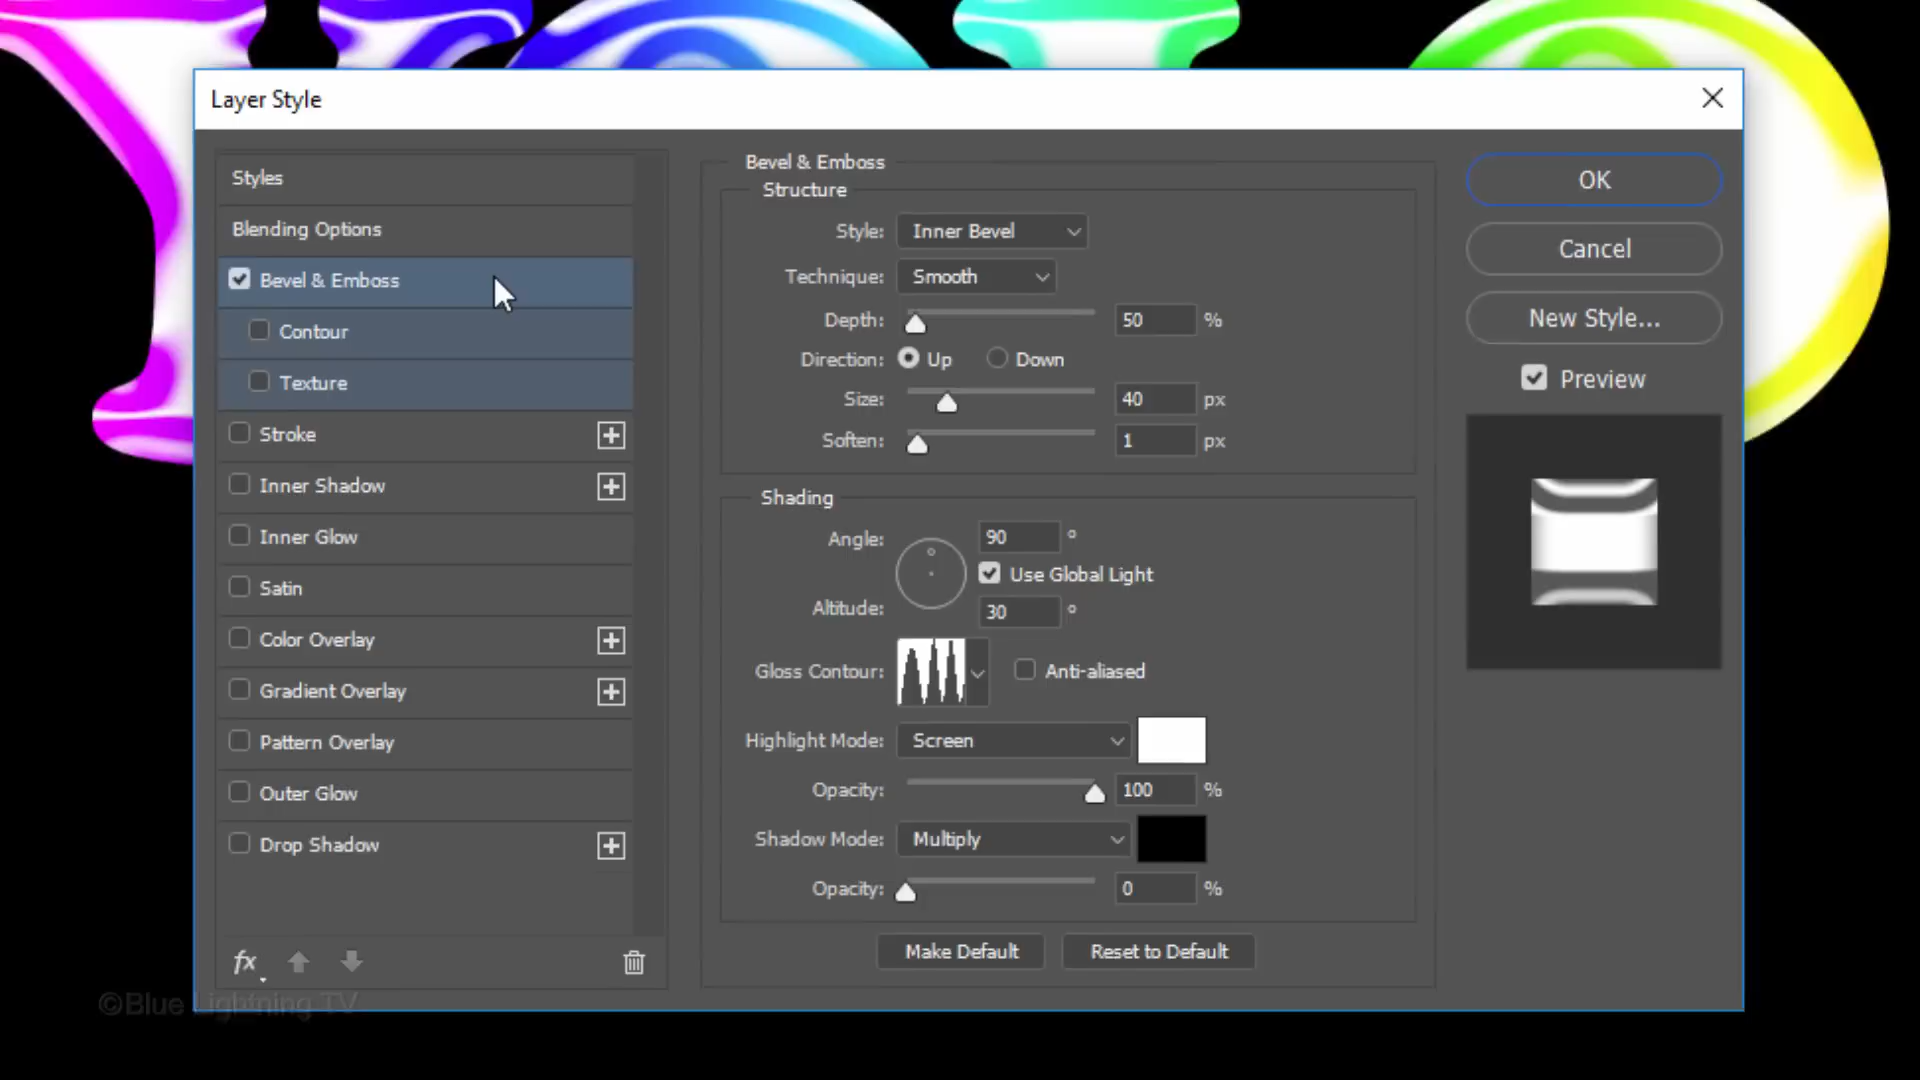 Layer Style
Styles
Blending Options
Bevel & Emboss
Contour
Texture
Stroke
Inner Shadow
Inner Glow
Satin
Color Overlay
Gradient Overlay
Pattern Overlay
Outer Glow
Drop Shadow
fx
Bevel & Emboss
Structure
Style: Inner Bevel
Technique: Smooth
Depth: 50 %
Direction: Up Down
Size: 40 px
Soften: 1 px
Shading
Angle: 90 °
Use Global Light
Altitude: 30 °
Gloss Contour: Anti-aliased
Highlight Mode: Screen
Opacity: 100 %
Shadow Mode: Multiply
Opacity: 0 %
Make Default Reset to Default
OK
Cancel
New Style...
Preview
©Blue Lightning TV